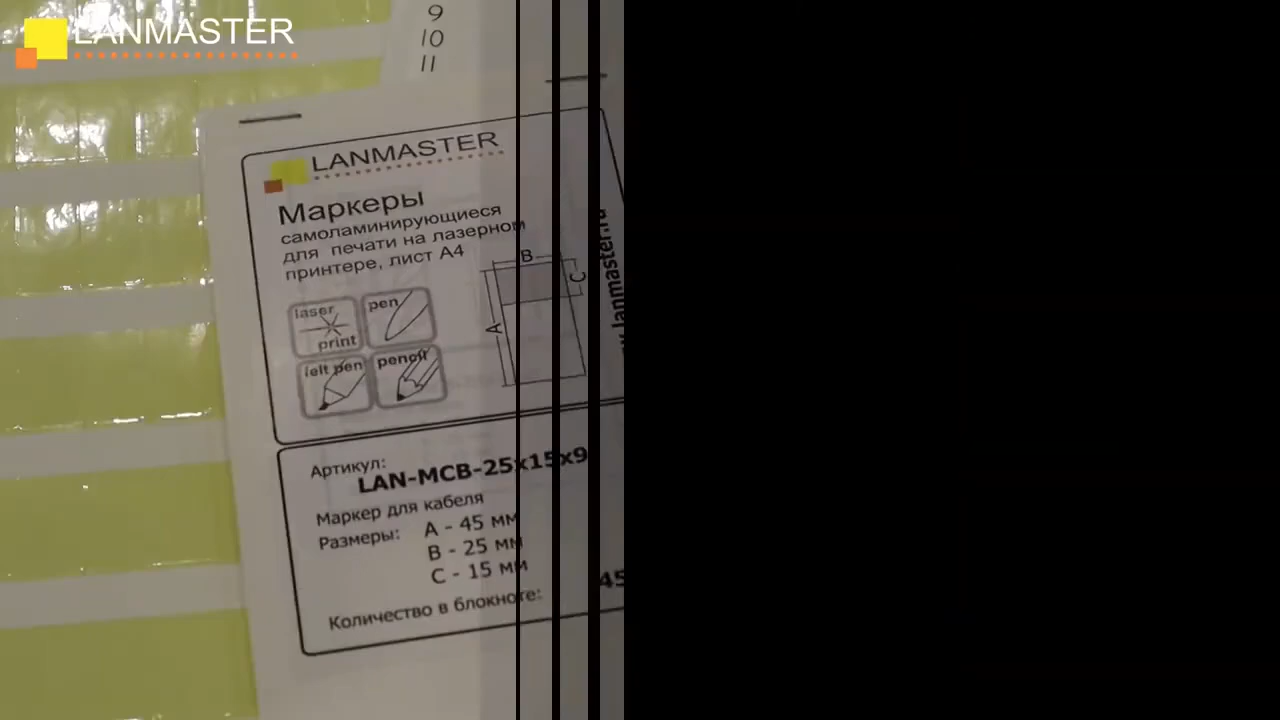 LANMASTER
9
10
11
LANMASTER
Маркеры
самоламинирующиеся
для печати на лазерном
принтере, лист А4
laser
print
pen
felt pen
pencil
B
C
A
lanmaster.ru
Артикул:
LAN-MCB-25x15x9
Маркер для кабеля
Размеры: A - 45 мм
B - 25 мм
C - 15 мм
Количество в блокноте: 45